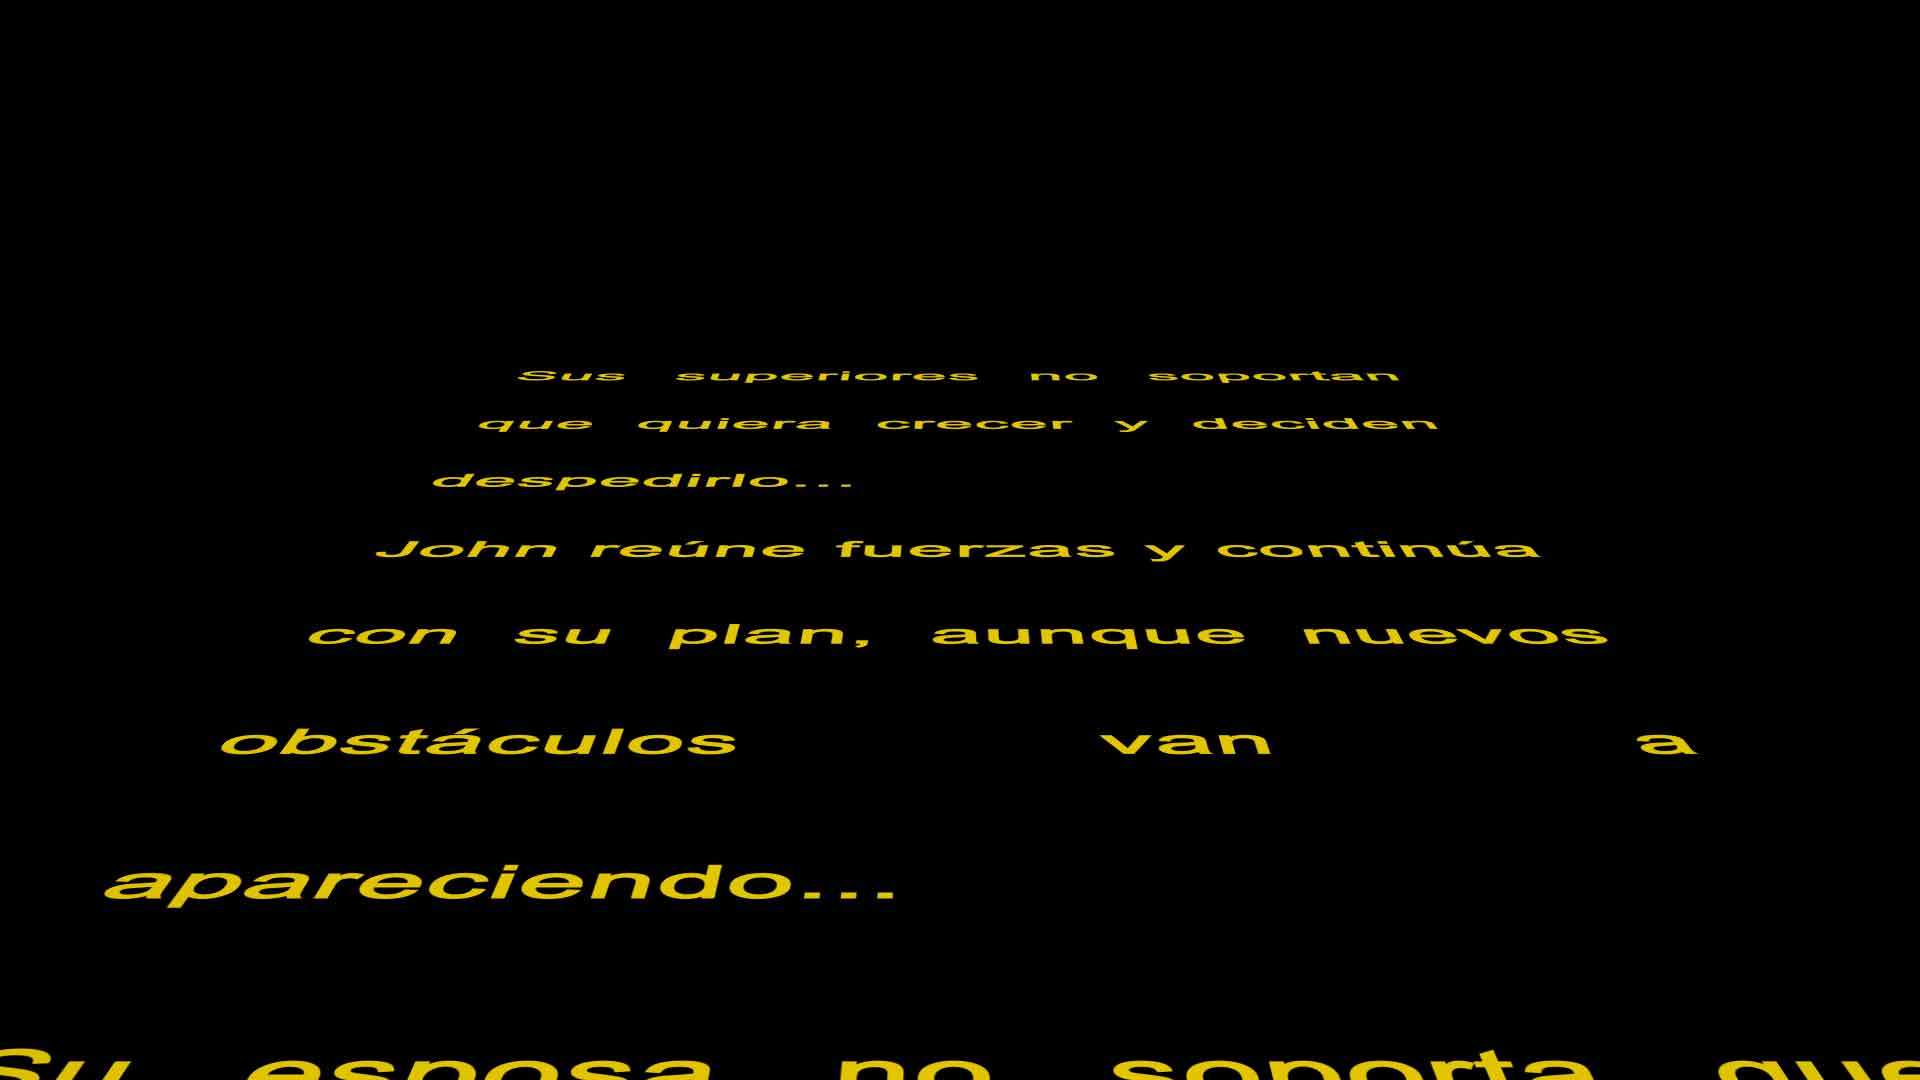 Sus superiores no soportan
que quiera crecer y deciden
despedirlo...
John reúne fuerzas y continúa
con su plan, aunque nuevos
obstáculos van a
apareciendo...
Su esposa no soporta que